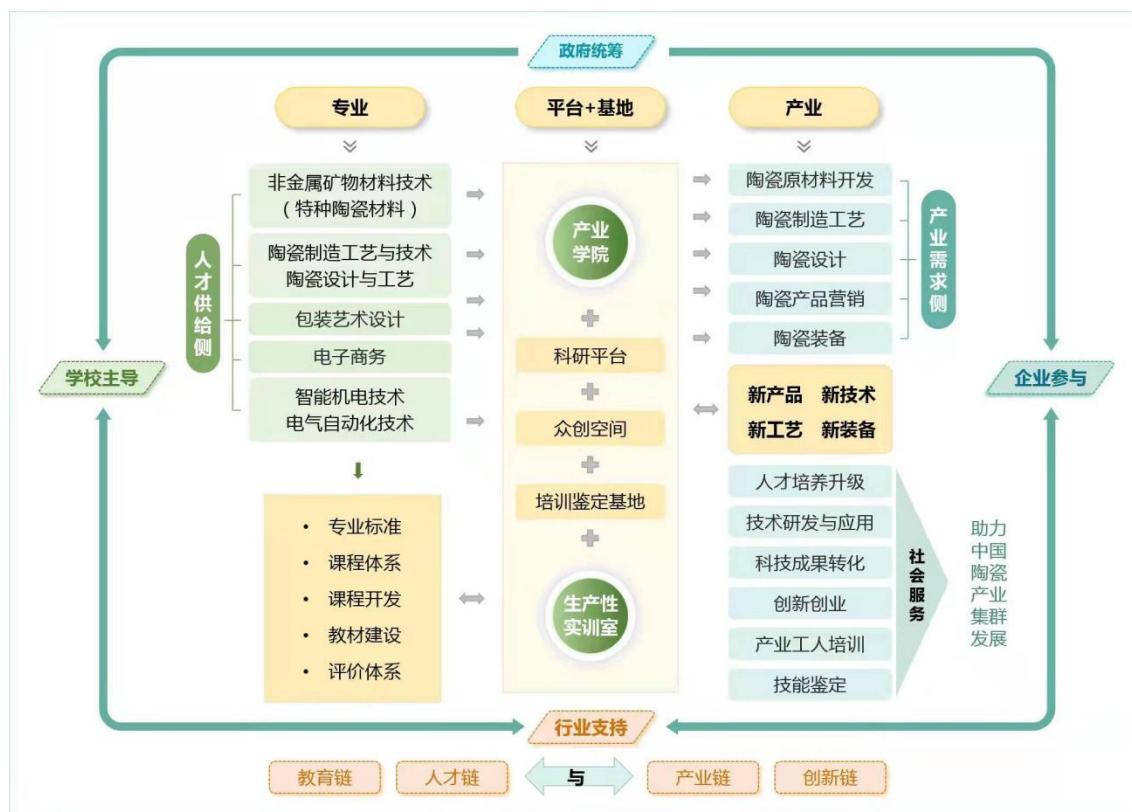 政府统筹
专业
平台+基地
产业
人才供给侧
非金属矿物材料技术
（特种陶瓷材料）
陶瓷制造工艺与技术
陶瓷设计与工艺
包装艺术设计
电子商务
智能机电技术
电气自动化技术
• 专业标准
• 课程体系
• 课程开发
• 教材建设
• 评价体系
产业
学院
科研平台
众创空间
培训鉴定基地
生产性
实训室
陶瓷原材料开发
陶瓷制造工艺
陶瓷设计
陶瓷产品营销
陶瓷装备
产业需求侧
新产品 新技术
新工艺 新装备
人才培养升级
技术研发与应用
科技成果转化
创新创业
产业工人培训
技能鉴定
社会服务
助力
中国
陶瓷
产业
集群
发展
学校主导
企业参与
行业支持
教育链 人才链 与 产业链 创新链